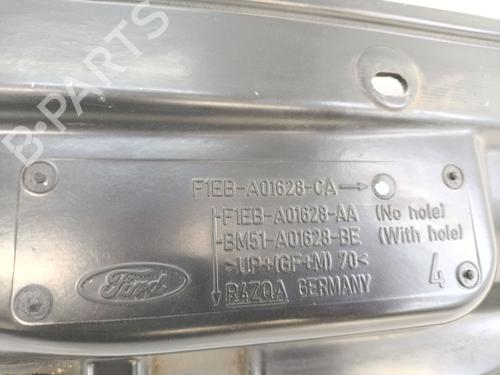 B-PARTS
F1EB-A01628-CA
F1EB-A01628-AA (No hole)
BM51-A01628-BE (With hole)
>UP+(GF+M) 70<
R4ZQA GERMANY
4
Ford